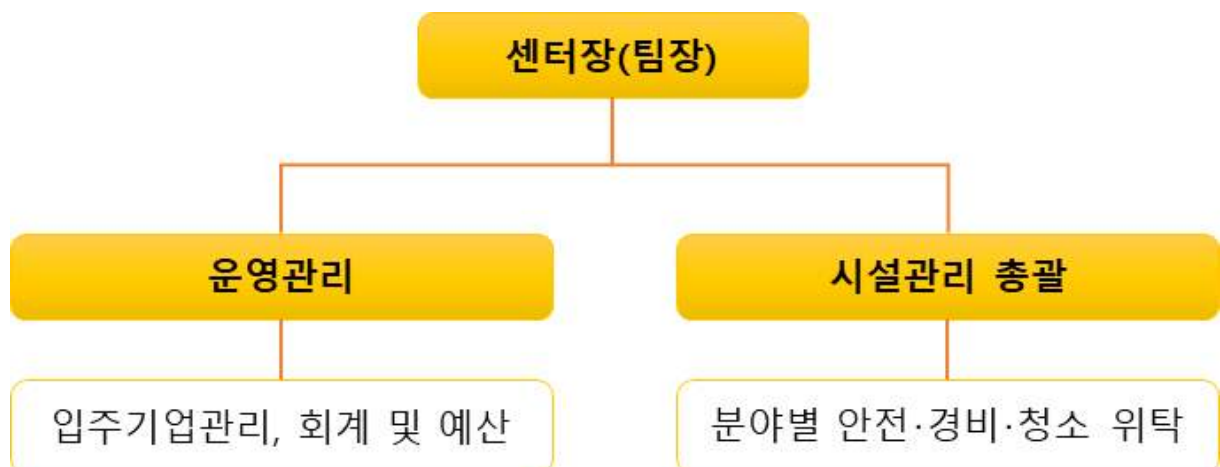 센터장(팀장)
운영관리
시설관리 총괄
입주기업관리, 회계 및 예산
분야별 안전·경비·청소 위탁